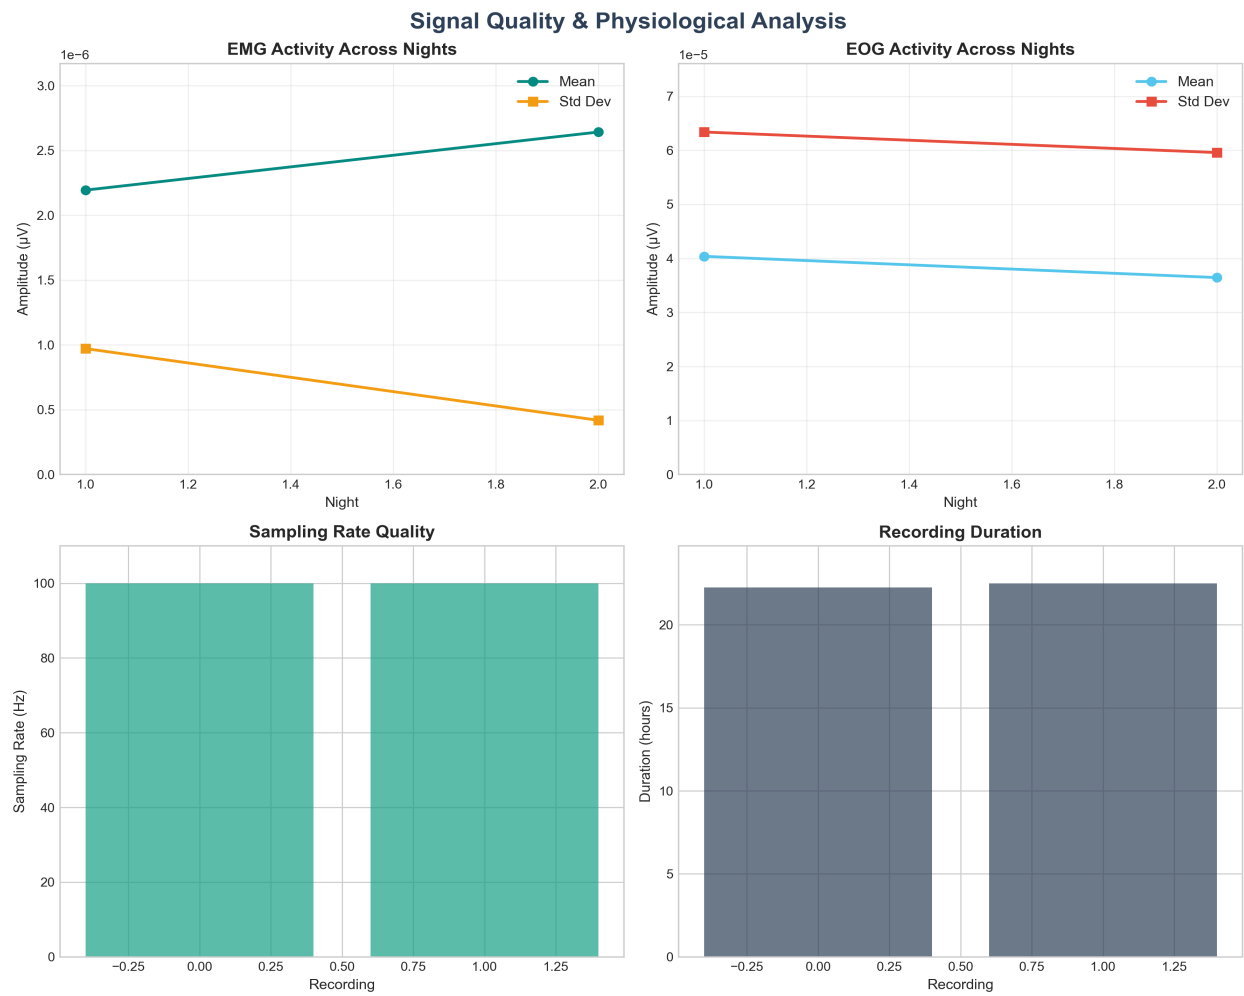 Signal Quality & Physiological Analysis
EMG Activity Across Nights
1e−6
Mean
Std Dev
3.0
2.5
2.0
1.5
1.0
0.5
0.0
Amplitude (μV)
1.0 1.2 1.4 1.6 1.8 2.0
Night
EOG Activity Across Nights
1e−5
Mean
Std Dev
7
6
5
4
3
2
1
0
Amplitude (μV)
1.0 1.2 1.4 1.6 1.8 2.0
Night
Sampling Rate Quality
100
80
60
40
20
0
Sampling Rate (Hz)
−0.25 0.00 0.25 0.50 0.75 1.00 1.25
Recording
Recording Duration
20
15
10
5
0
Duration (hours)
−0.25 0.00 0.25 0.50 0.75 1.00 1.25
Recording